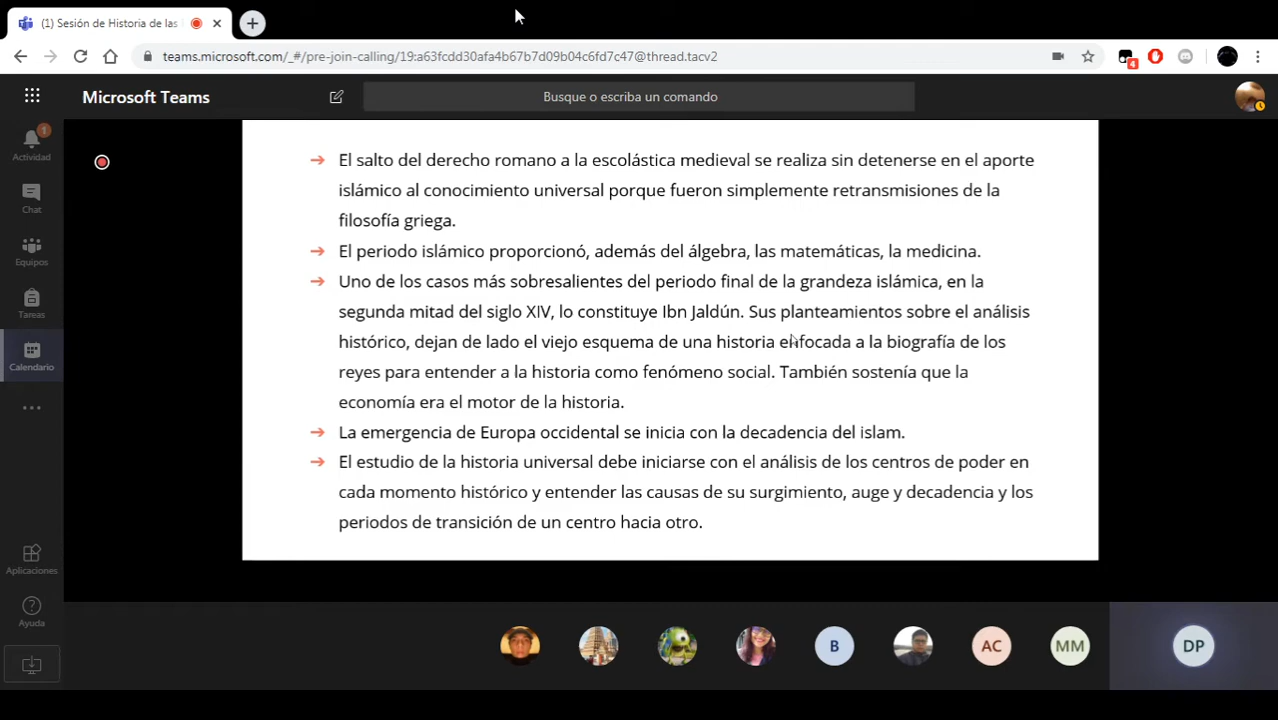 (1) Sesión de Historia de las
teams.microsoft.com/_#/pre-join-calling/19:a63fcdd30afa4b67b7d09b04c6fd7c47@thread.tacv2
4
Microsoft Teams
Busque o escriba un comando
1
Actividad
Chat
Equipos
Tareas
Calendario
Aplicaciones
Ayuda
→ El salto del derecho romano a la escolástica medieval se realiza sin detenerse en el aporte
islámico al conocimiento universal porque fueron simplemente retransmisiones de la
filosofía griega.
→ El periodo islámico proporcionó, además del álgebra, las matemáticas, la medicina.
→ Uno de los casos más sobresalientes del periodo final de la grandeza islámica, en la
segunda mitad del siglo XIV, lo constituye Ibn Jaldún. Sus planteamientos sobre el análisis
histórico, dejan de lado el viejo esquema de una historia enfocada a la biografía de los
reyes para entender a la historia como fenómeno social. También sostenía que la
economía era el motor de la historia.
→ La emergencia de Europa occidental se inicia con la decadencia del islam.
→ El estudio de la historia universal debe iniciarse con el análisis de los centros de poder en
cada momento histórico y entender las causas de su surgimiento, auge y decadencia y los
periodos de transición de un centro hacia otro.
B
AC
MM
DP